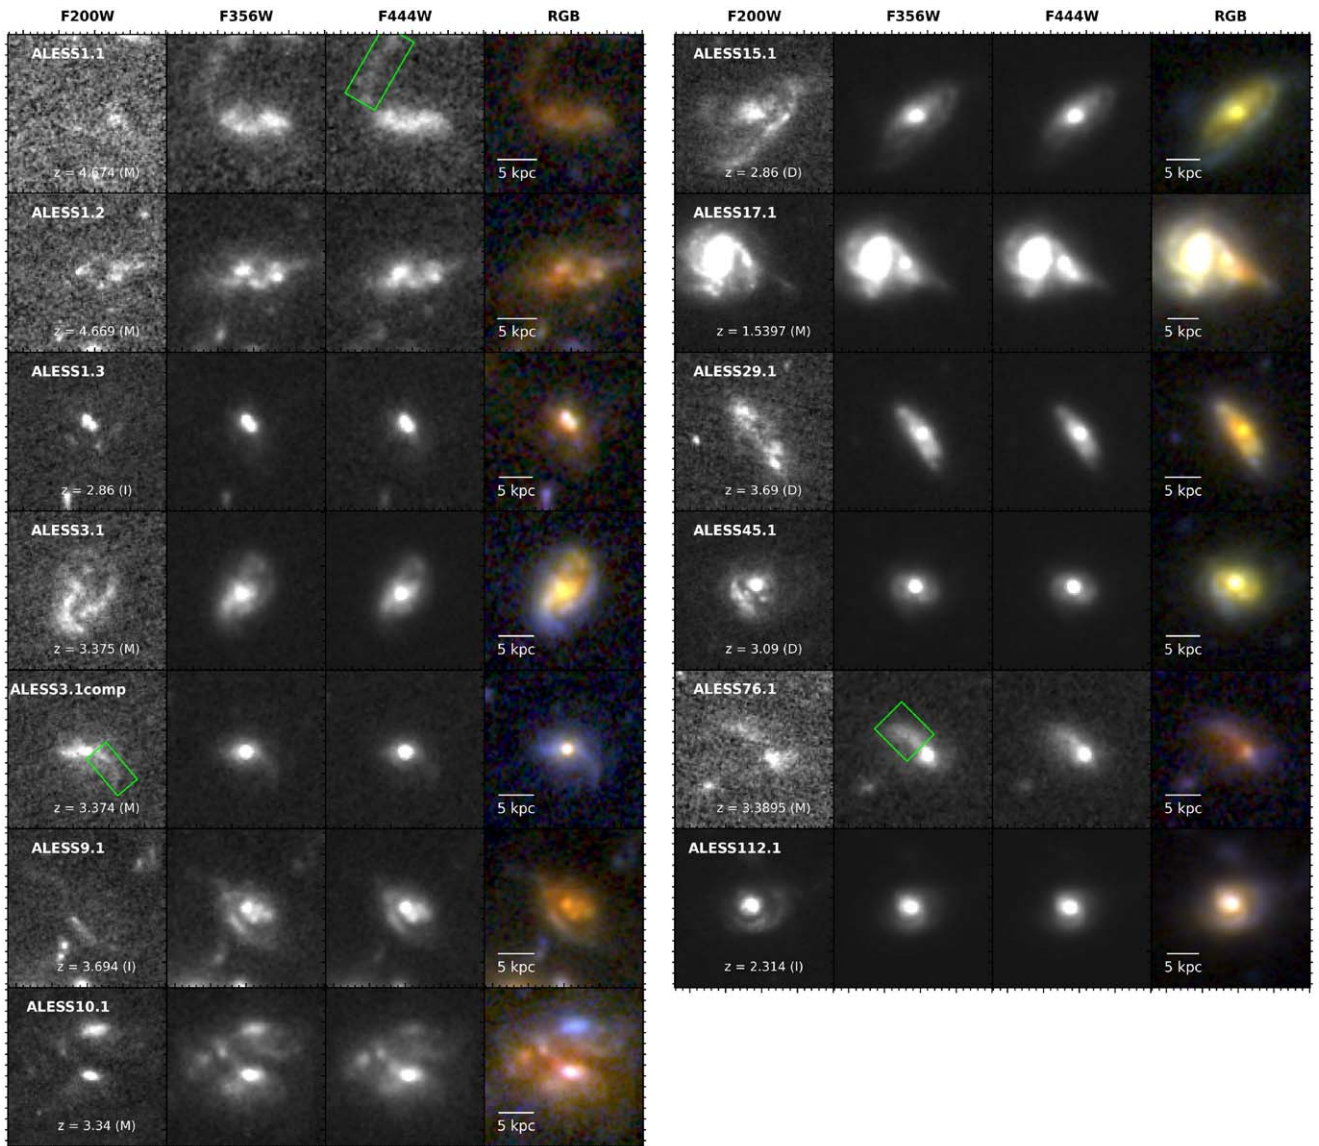 F200W F356W F444W RGB
ALESS1.1
z = 4.674 (M)
5 kpc
ALESS1.2
z = 4.669 (M)
5 kpc
ALESS1.3
z = 2.86 (I)
5 kpc
ALESS3.1
z = 3.375 (M)
5 kpc
ALESS3.1comp
z = 3.374 (M)
5 kpc
ALESS9.1
z = 3.694 (I)
5 kpc
ALESS10.1
z = 3.34 (M)
5 kpc
F200W F356W F444W RGB
ALESS15.1
z = 2.86 (D)
5 kpc
ALESS17.1
z = 1.5397 (M)
5 kpc
ALESS29.1
z = 3.69 (D)
5 kpc
ALESS45.1
z = 3.09 (D)
5 kpc
ALESS76.1
z = 3.3895 (M)
5 kpc
ALESS112.1
z = 2.314 (I)
5 kpc